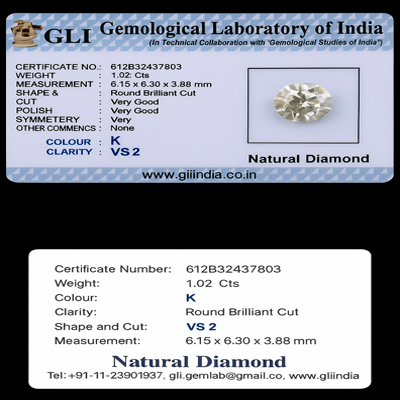 GLI Gemological Laboratory of India
(In Technical Collaboration with "Gemological Studies of India")
CERTIFICATE NO.: 612B32437803
WEIGHT : 1.02: Cts
MEASUREMENT : 6.15 x 6.30 x 3.88 mm
SHAPE & : Round Brilliant Cut
CUT : Very Good
POLISH : Very Good
SYMMETERY : Very
OTHER COMMENCS : None
COLOUR : K
CLARITY : VS 2
Natural Diamond
www.giiindia.co.in
Certificate Number: 612B32437803
Weight: 1.02 Cts
Colour: K
Clarity: Round Brilliant Cut
Shape and Cut: VS 2
Measurement: 6.15 x 6.30 x 3.88 mm
Natural Diamond
Tel:+91-11-23901937, gli.gemlab@gmail.co, www.gliindia